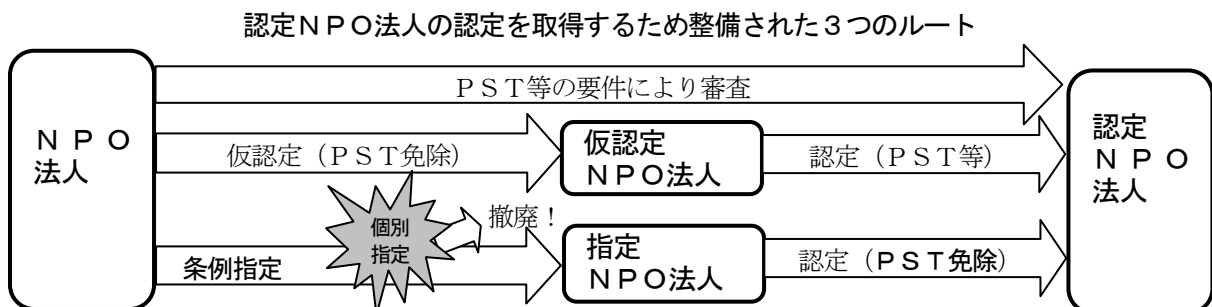 認定ＮＰＯ法人の認定を取得するため整備された３つのルート
ＰＳＴ等の要件により審査
ＮＰＯ
法人
仮認定（ＰＳＴ免除）
仮認定
ＮＰＯ法人
認定（ＰＳＴ等）
認定
ＮＰＯ
法人
個別
指定
撤廃！
条例指定
指定
ＮＰＯ法人
認定（ＰＳＴ免除）